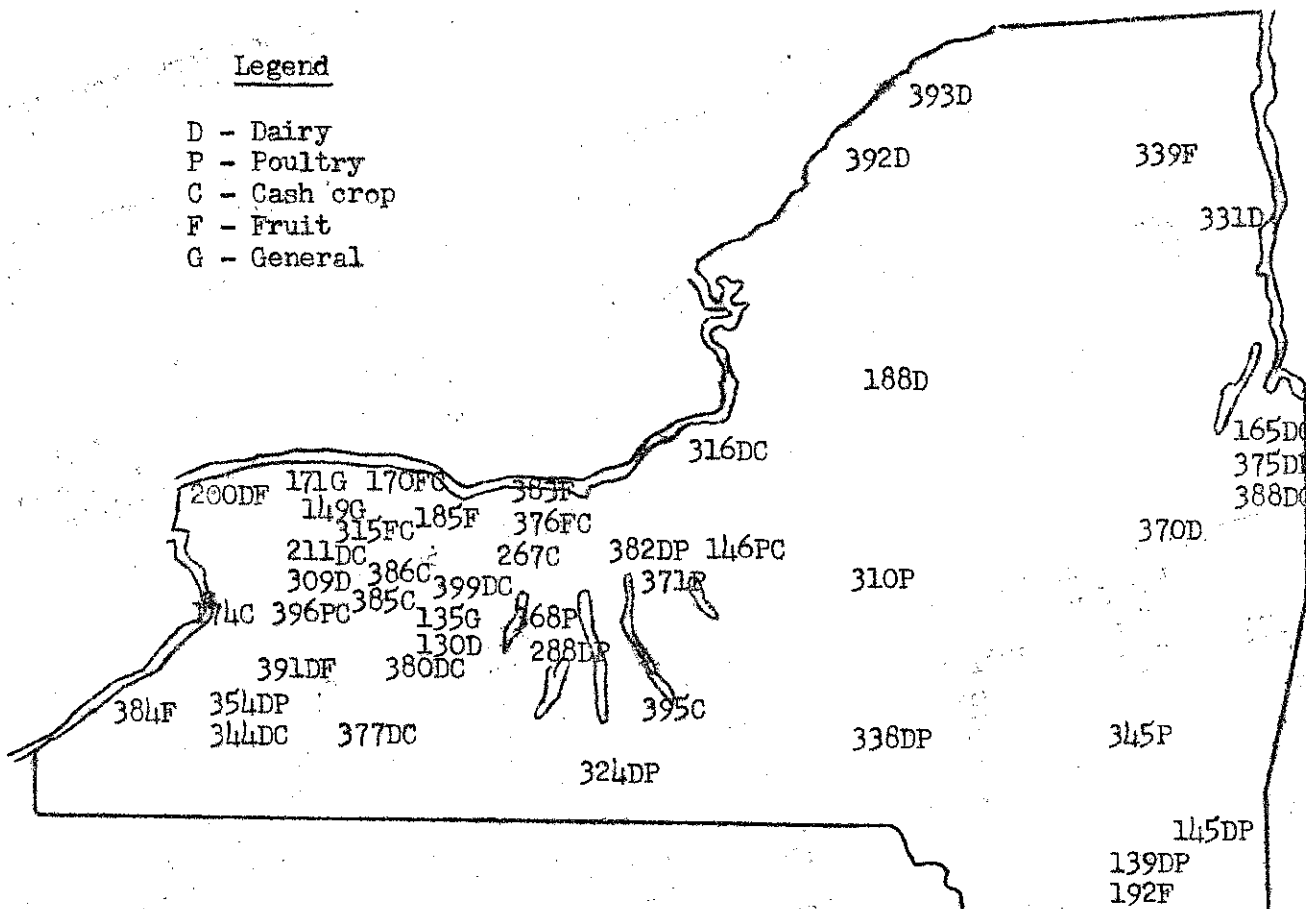 Legend
D - Dairy
P - Poultry
C - Cash crop
F - Fruit
G - General
393D
392D 339F
331D
188D
316DC 165DC
375DP
200DF 171G 170FC 383F 388DC
149G 185F 376FC
315FC 370D
211DC 267C 382DP 146PC
309D 386C 399DC 371P 310P
396PC 385C 135G
130D 288DP
391DF 380DC
384F 354DP 395C
344DC 377DC 338DP 345P
324DP
145DP
139DP
192F